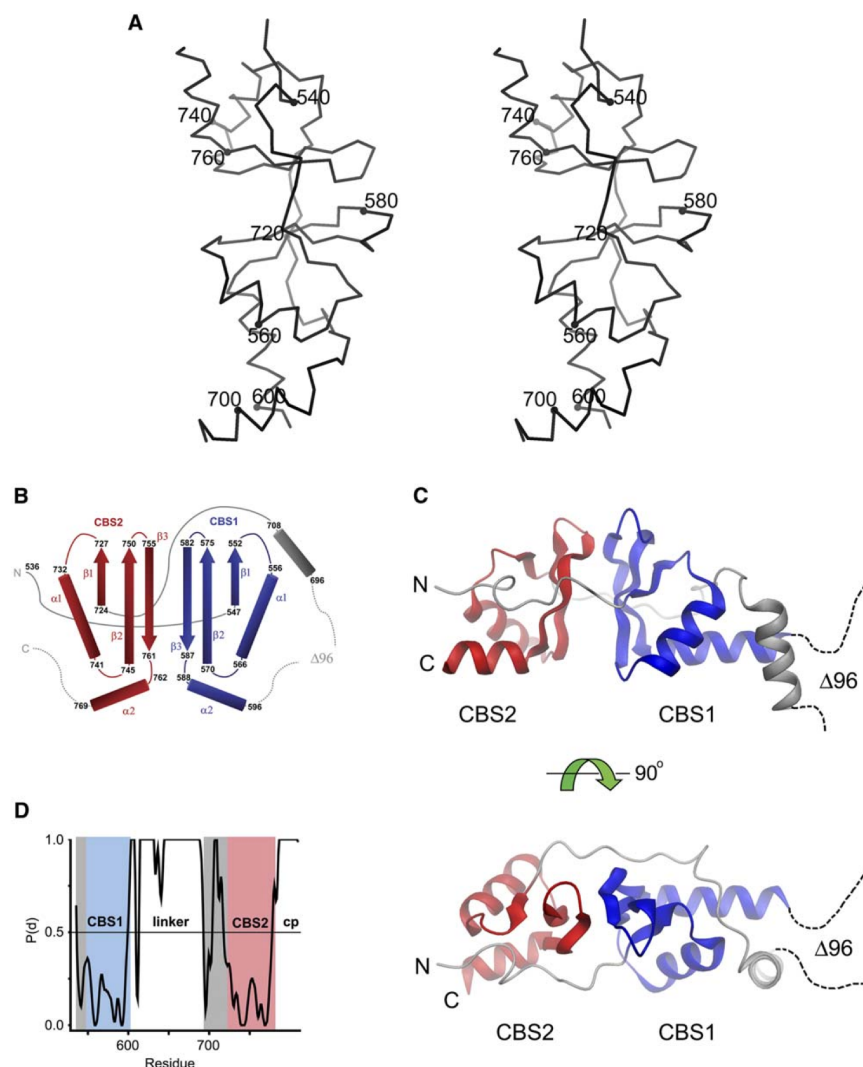 A
540
740
760
580
720
560
700
600
540
740
760
580
720
560
700
600
B
CBS2
CBS1
β3
708
727
750
755
582
575
552
536
N
732
556
β1
β1
696
α1
α1
724
547
C
β2
β3
β2
Δ96
741
745
761
587
570
566
762
588
769
α2
α2
596
C
N
C
CBS2
CBS1
Δ96
90°
D
1.0
CBS1
linker
CBS2
cp
P(d)
0.5
0.0
600
700
Residue
N
C
Δ96
CBS2
CBS1